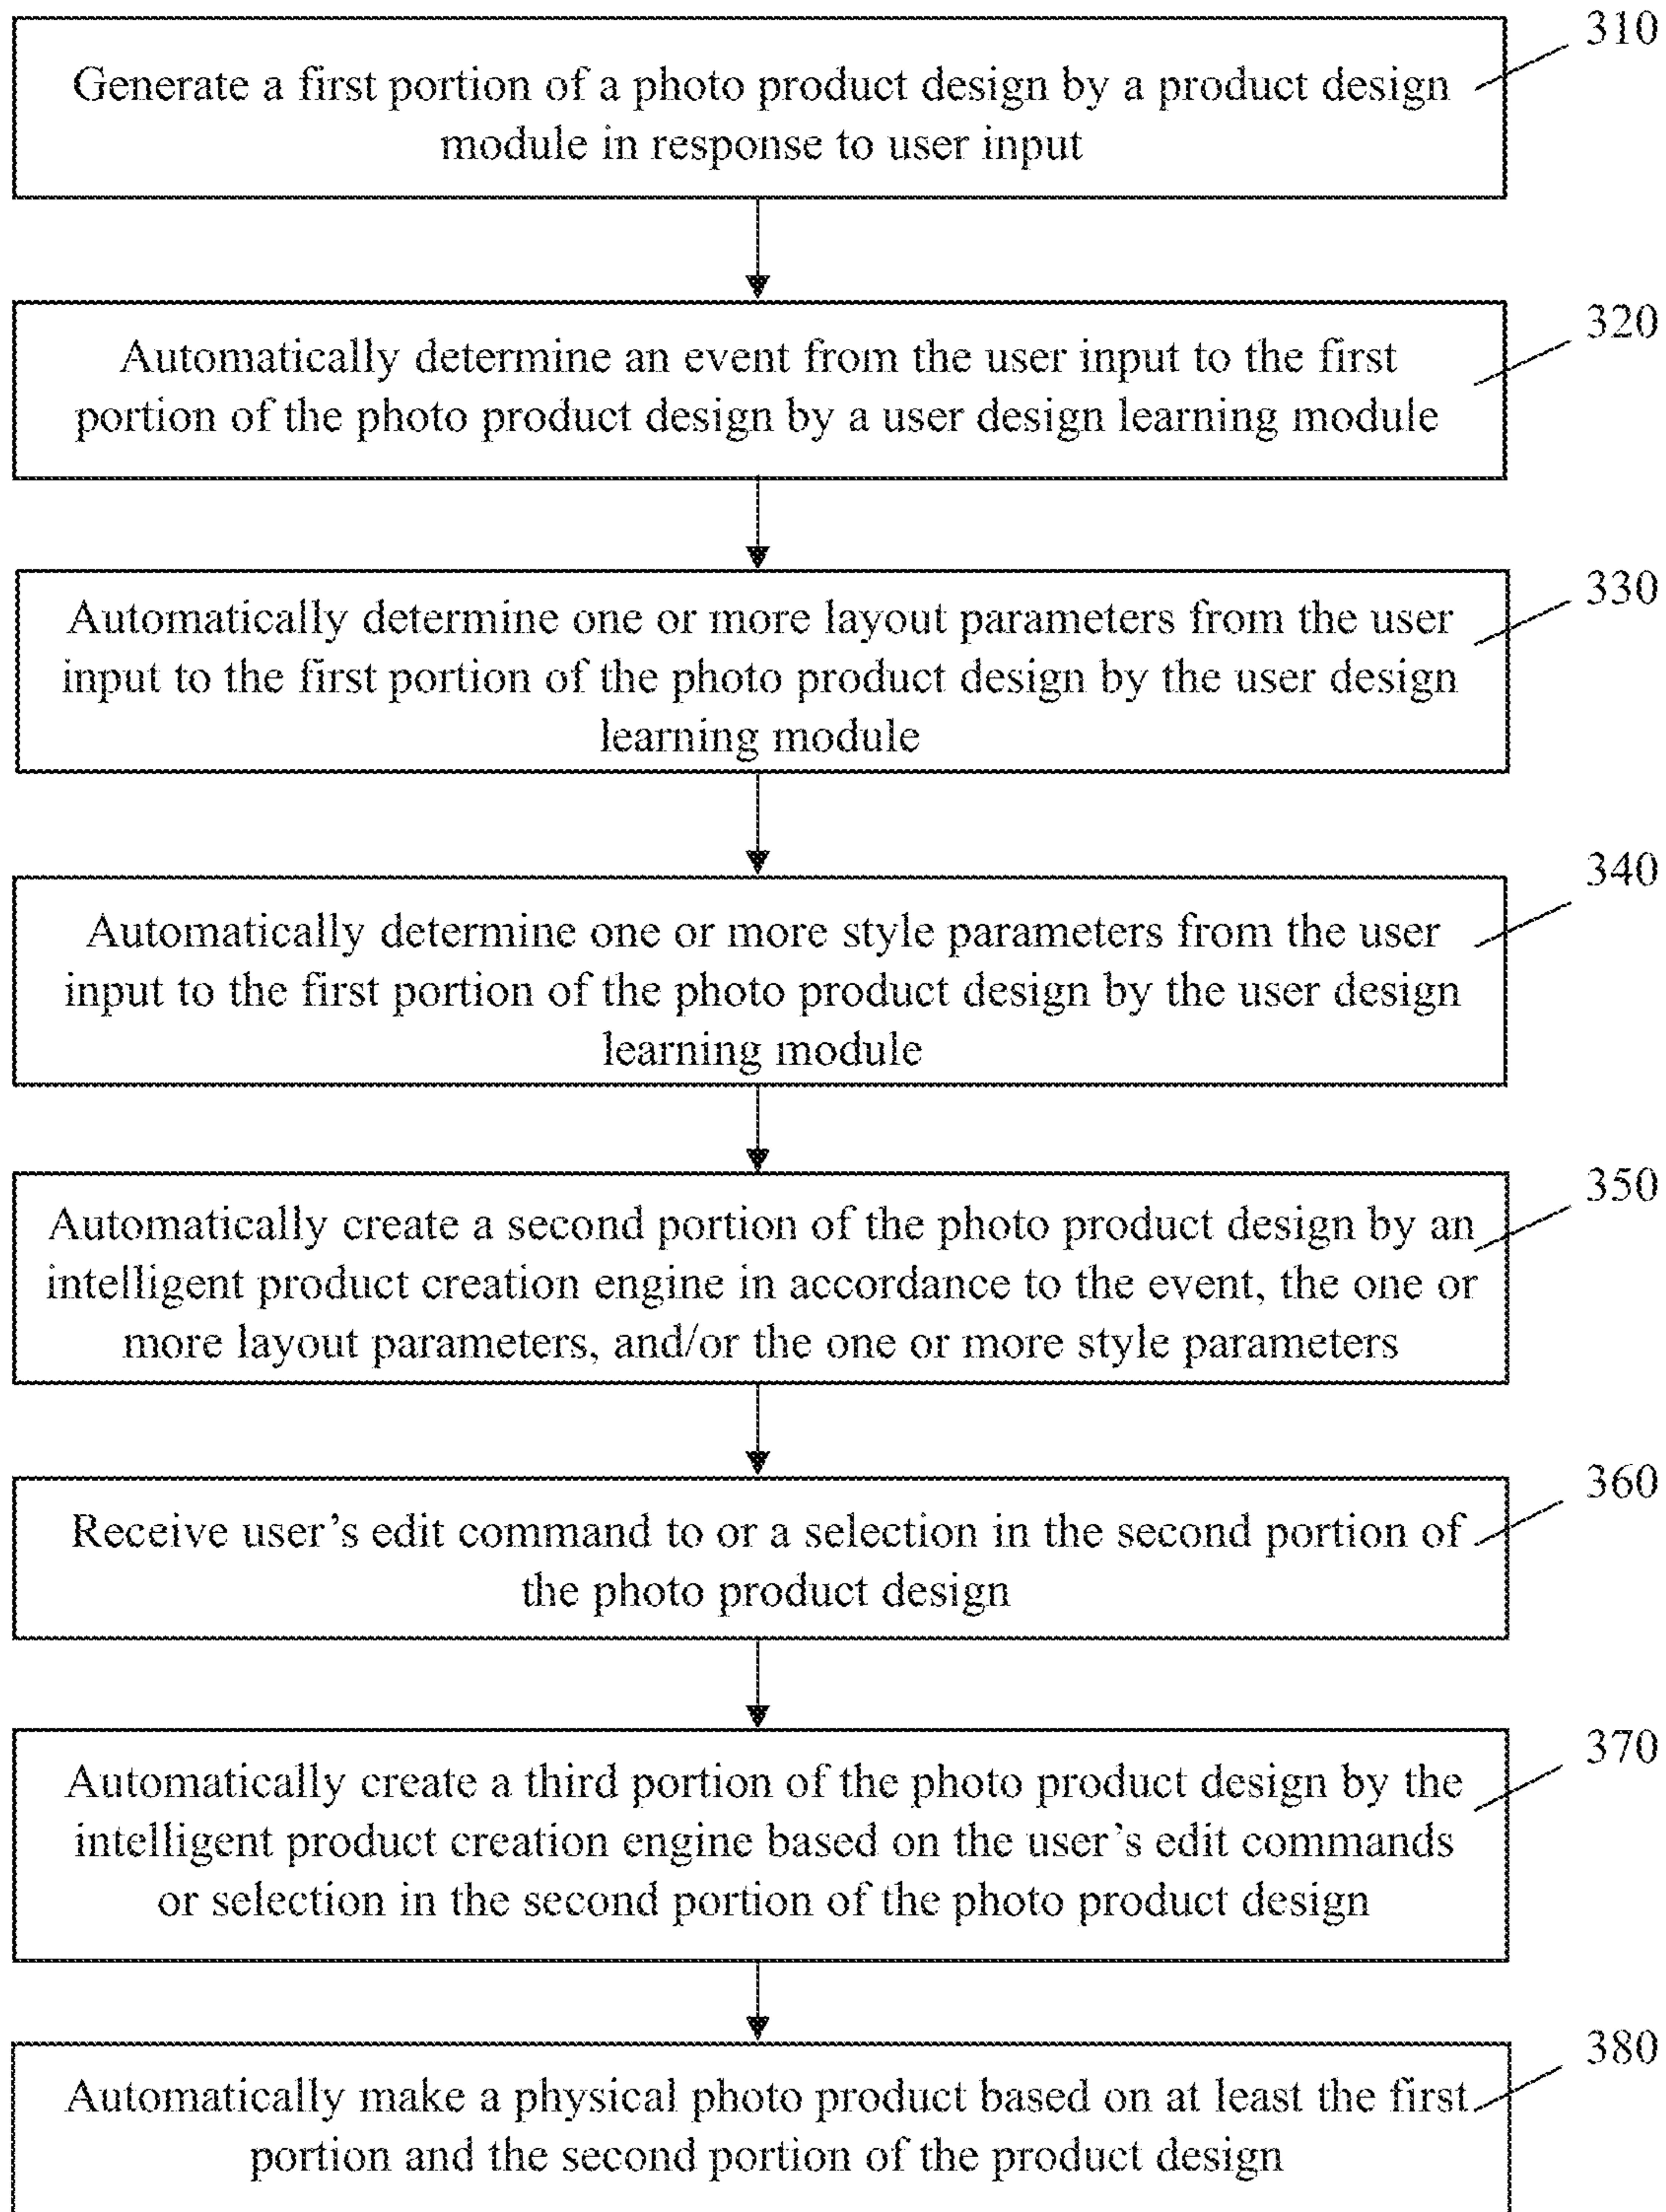 310
Generate a first portion of a photo product design by a product design
module in response to user input
320
Automatically determine an event from the user input to the first
portion of the photo product design by a user design learning module
330
Automatically determine one or more layout parameters from the user
input to the first portion of the photo product design by the user design
learning module
340
Automatically determine one or more style parameters from the user
input to the first portion of the photo product design by the user design
learning module
350
Automatically create a second portion of the photo product design by an
intelligent product creation engine in accordance to the event, the one or
more layout parameters, and/or the one or more style parameters
360
Receive user's edit command to or a selection in the second portion of
the photo product design
370
Automatically create a third portion of the photo product design by the
intelligent product creation engine based on the user's edit commands
or selection in the second portion of the photo product design
380
Automatically make a physical photo product based on at least the first
portion and the second portion of the product design